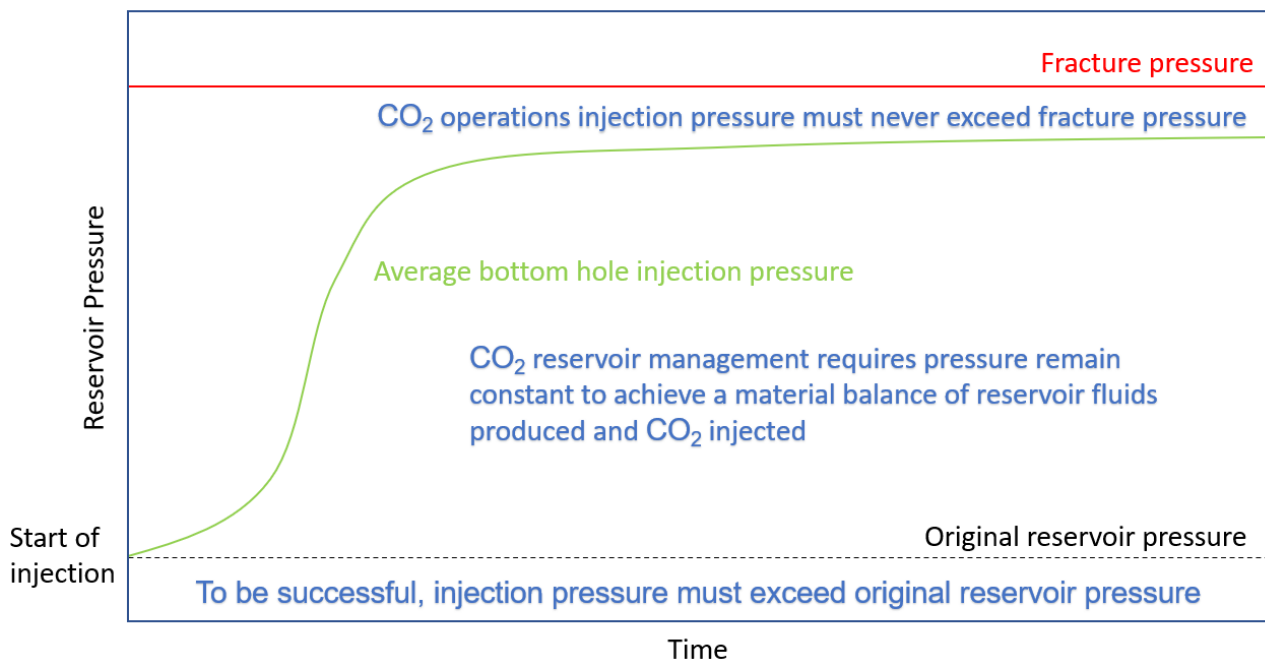 Fracture pressure
CO₂ operations injection pressure must never exceed fracture pressure
Reservoir Pressure
Average bottom hole injection pressure
CO₂ reservoir management requires pressure remain
constant to achieve a material balance of reservoir fluids
produced and CO₂ injected
Start of
injection
Original reservoir pressure
To be successful, injection pressure must exceed original reservoir pressure
Time